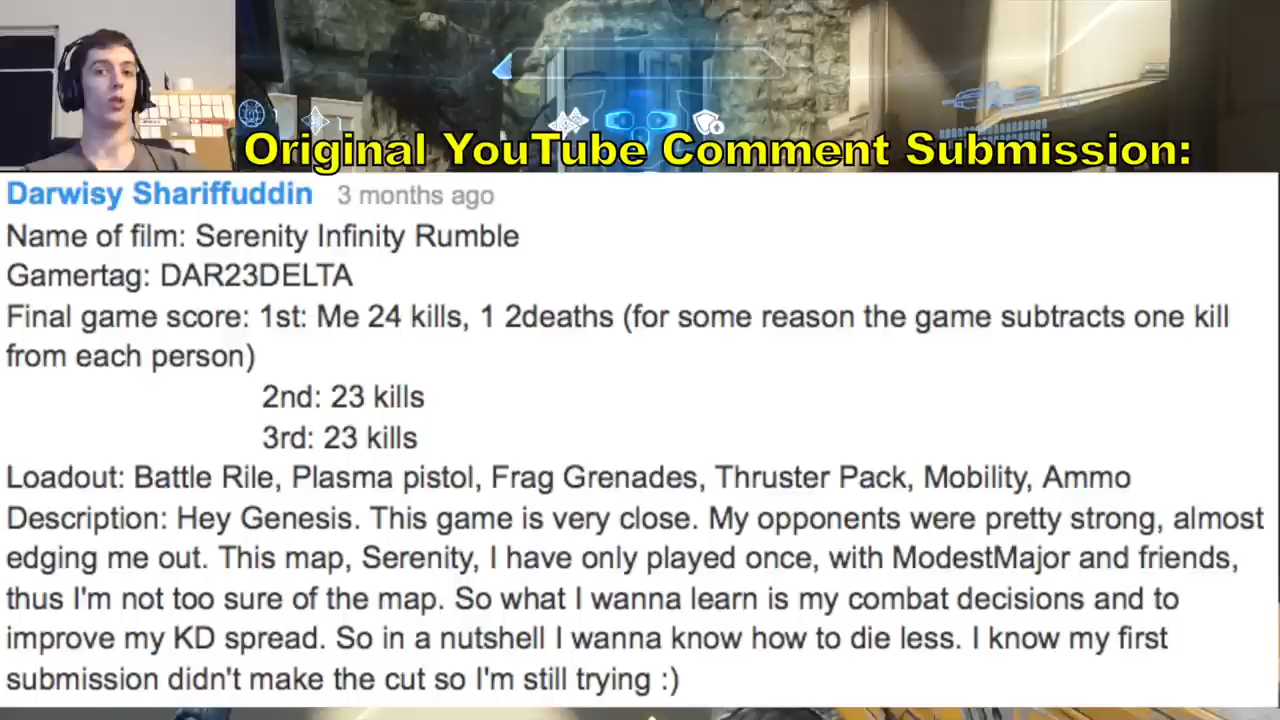 Original YouTube Comment Submission:
Darwisy Shariffuddin 3 months ago
Name of film: Serenity Infinity Rumble
Gamertag: DAR23DELTA
Final game score: 1st: Me 24 kills, 1 2deaths (for some reason the game subtracts one kill
from each person)
2nd: 23 kills
3rd: 23 kills
Loadout: Battle Rile, Plasma pistol, Frag Grenades, Thruster Pack, Mobility, Ammo
Description: Hey Genesis. This game is very close. My opponents were pretty strong, almost
edging me out. This map, Serenity, I have only played once, with ModestMajor and friends,
thus I'm not too sure of the map. So what I wanna learn is my combat decisions and to
improve my KD spread. So in a nutshell I wanna know how to die less. I know my first
submission didn't make the cut so I'm still trying :)